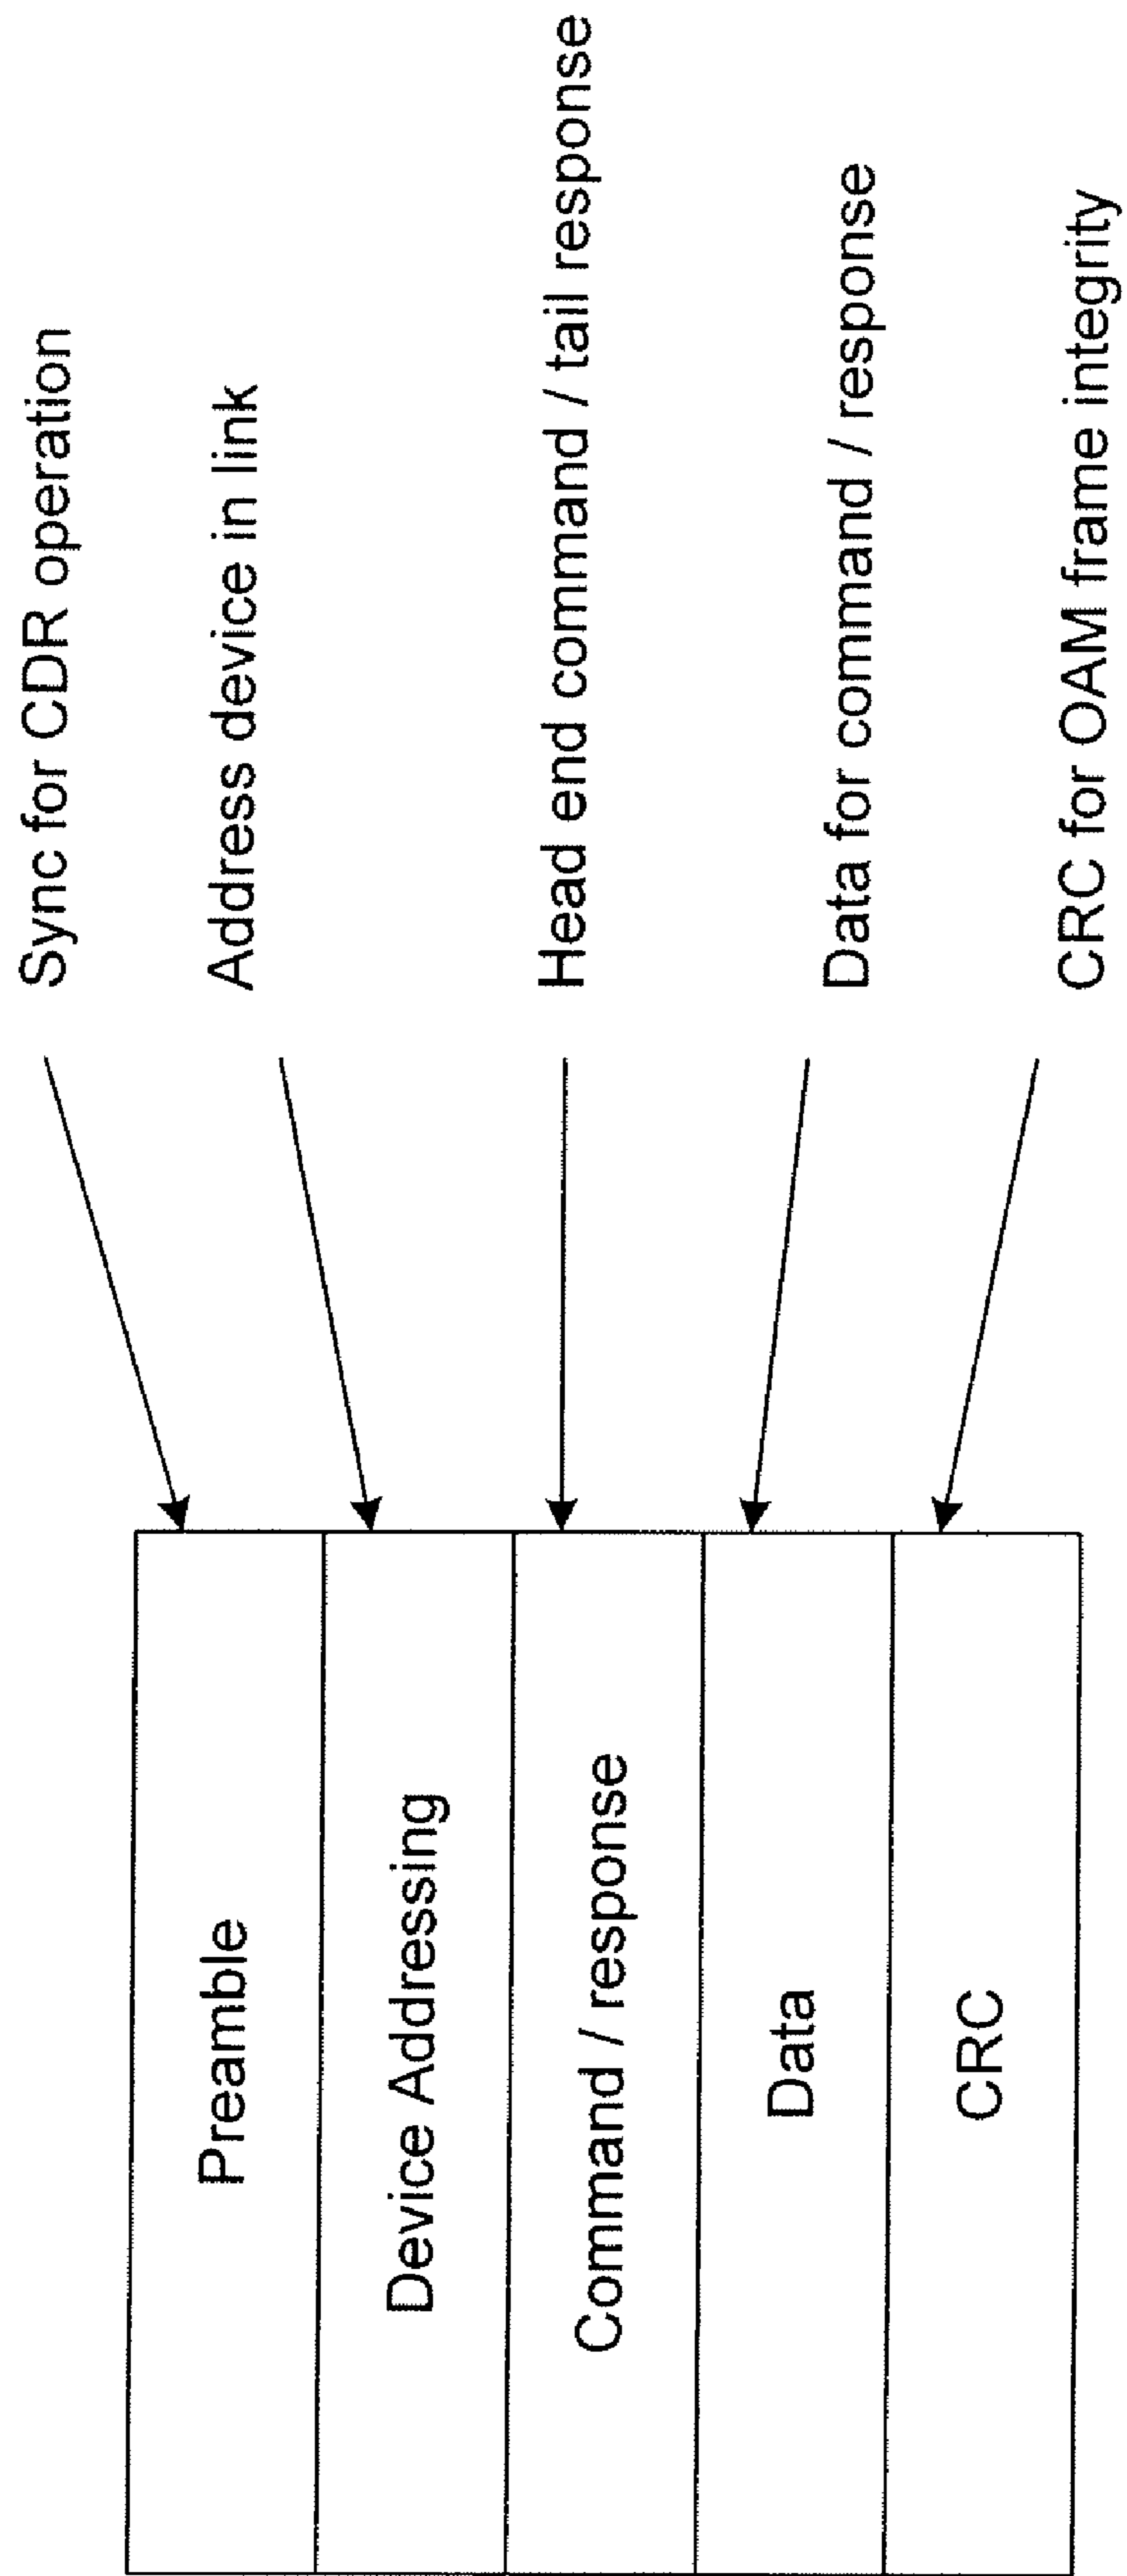 Preamble
Sync for CDR operation
Device Addressing
Address device in link
Command / response
Head end command / tail response
Data
Data for command / response
CRC
CRC for OAM frame integrity